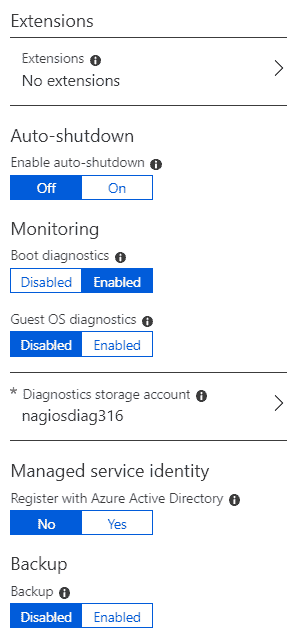 Extensions
Extensions
No extensions
Auto-shutdown
Enable auto-shutdown
Off On
Monitoring
Boot diagnostics
Disabled Enabled
Guest OS diagnostics
Disabled Enabled
* Diagnostics storage account
nagiosdiag316
Managed service identity
Register with Azure Active Directory
No Yes
Backup
Backup
Disabled Enabled